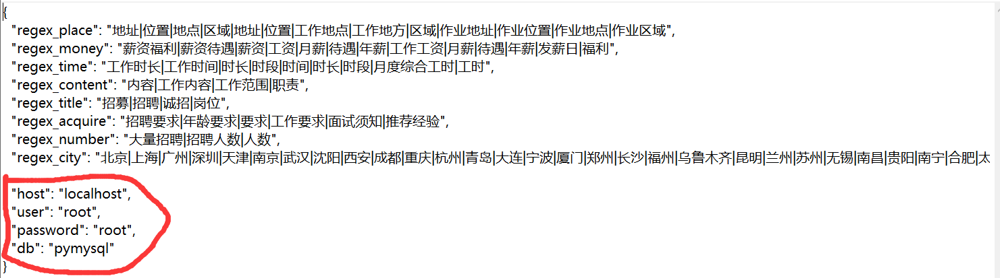 {
"regex_place": "地址|位置|地点|区域|地址|位置|工作地点|工作地方|区域|作业地址|作业位置|作业地点|作业区域",
"regex_money": "薪资福利|薪资待遇|薪资|工资|月薪|待遇|年薪|工作工资|月薪|待遇|年薪|发薪日|福利",
"regex_time": "工作时长|工作时间|时长|时段|时间|时长|时段|月度综合工时|工时",
"regex_content": "内容|工作内容|工作范围|职责",
"regex_title": "招募|招聘|诚招|岗位",
"regex_acquire": "招聘要求|年龄要求|要求|工作要求|面试须知|推荐经验",
"regex_number": "大量招聘|招聘人数|人数",
"regex_city": "北京|上海|广州|深圳|天津|南京|武汉|沈阳|西安|成都|重庆|杭州|青岛|大连|宁波|厦门|郑州|长沙|福州|乌鲁木齐|昆明|兰州|苏州|无锡|南昌|贵阳|南宁|合肥|太
"host": "localhost",
"user": "root",
"password": "root",
"db": "pymysql"
}